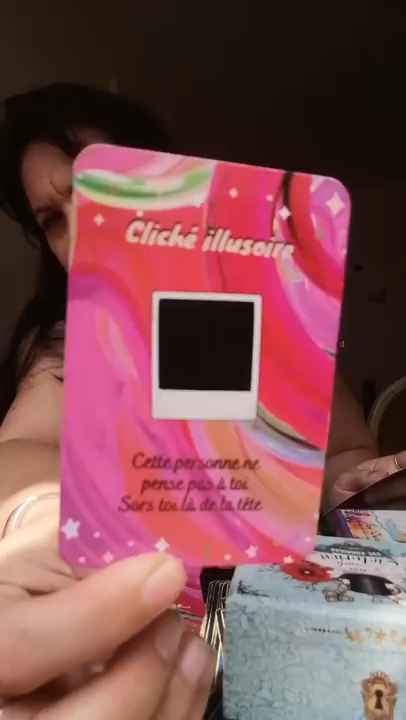 Cliché illusoire
Cette personne ne
pense pas à toi
Sors toi là de la tête